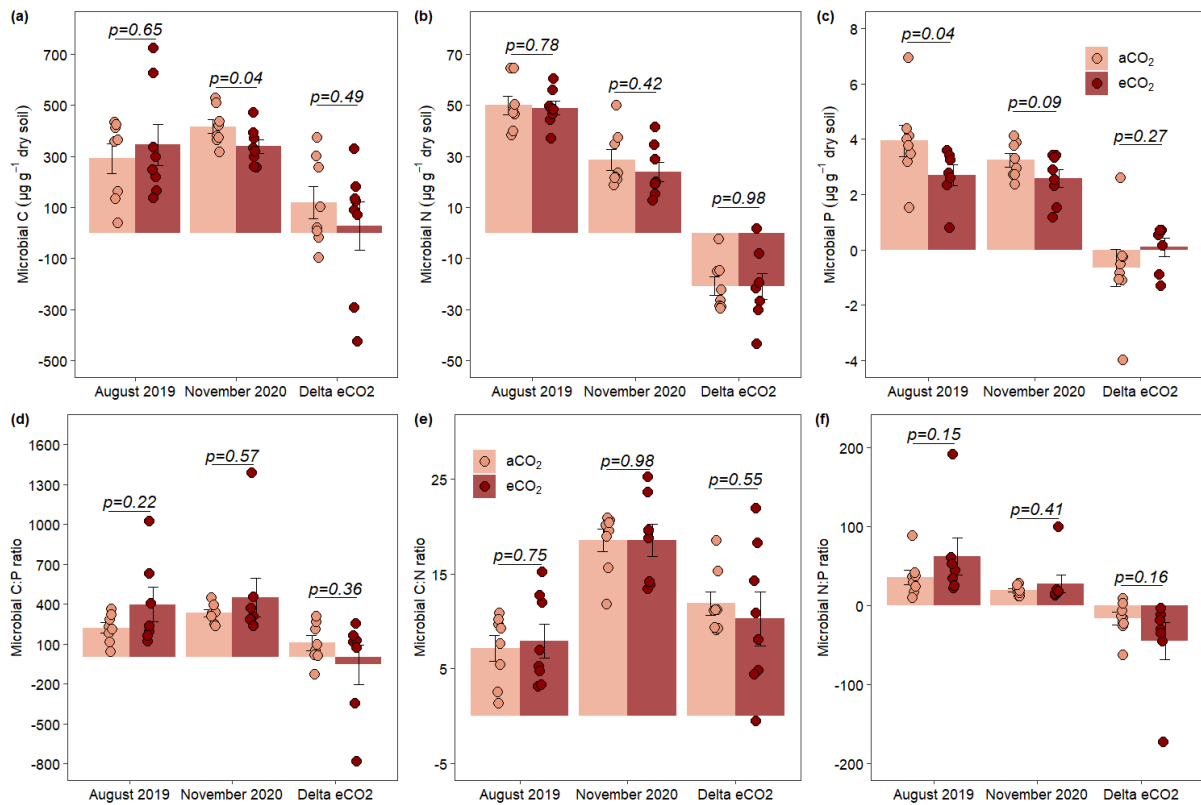 (a)
p=0.65
p=0.04
p=0.49
Microbial C (µg g⁻¹ dry soil)
700
500
300
100
-100
-300
-500
August 2019
November 2020
Delta eCO2
(b)
p=0.78
p=0.42
p=0.98
Microbial N (µg g⁻¹ dry soil)
70
50
30
10
-10
-30
-50
August 2019
November 2020
Delta eCO2
(c)
p=0.04
p=0.09
p=0.27
aCO₂
eCO₂
Microbial P (µg g⁻¹ dry soil)
8
6
4
2
0
-2
-4
August 2019
November 2020
Delta eCO2
(d)
p=0.22
p=0.57
p=0.36
Microbial C:P ratio
1600
1300
1000
700
400
100
-200
-500
-800
August 2019
November 2020
Delta eCO2
(e)
aCO₂
eCO₂
p=0.75
p=0.98
p=0.55
Microbial C:N ratio
25
15
5
-5
August 2019
November 2020
Delta eCO2
(f)
p=0.15
p=0.41
p=0.16
Microbial N:P ratio
200
100
0
-100
-200
August 2019
November 2020
Delta eCO2